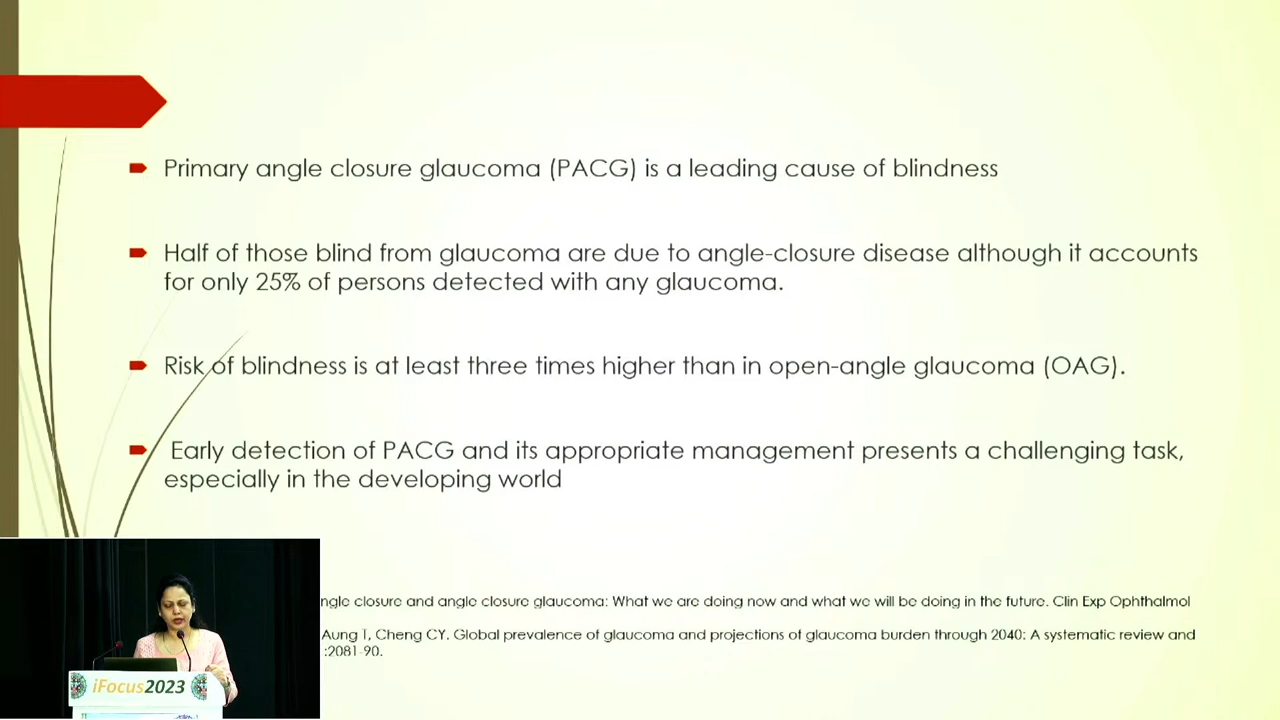 Primary angle closure glaucoma (PACG) is a leading cause of blindness
Half of those blind from glaucoma are due to angle-closure disease although it accounts
for only 25% of persons detected with any glaucoma.
Risk of blindness is at least three times higher than in open-angle glaucoma (OAG).
Early detection of PACG and its appropriate management presents a challenging task,
especially in the developing world
ngle closure and angle closure glaucoma: What we are doing now and what we will be doing in the future. Clin Exp Ophthalmol
Aung T, Cheng CY. Global prevalence of glaucoma and projections of glaucoma burden through 2040: A systematic review and
:2081-90.
iFocus2023